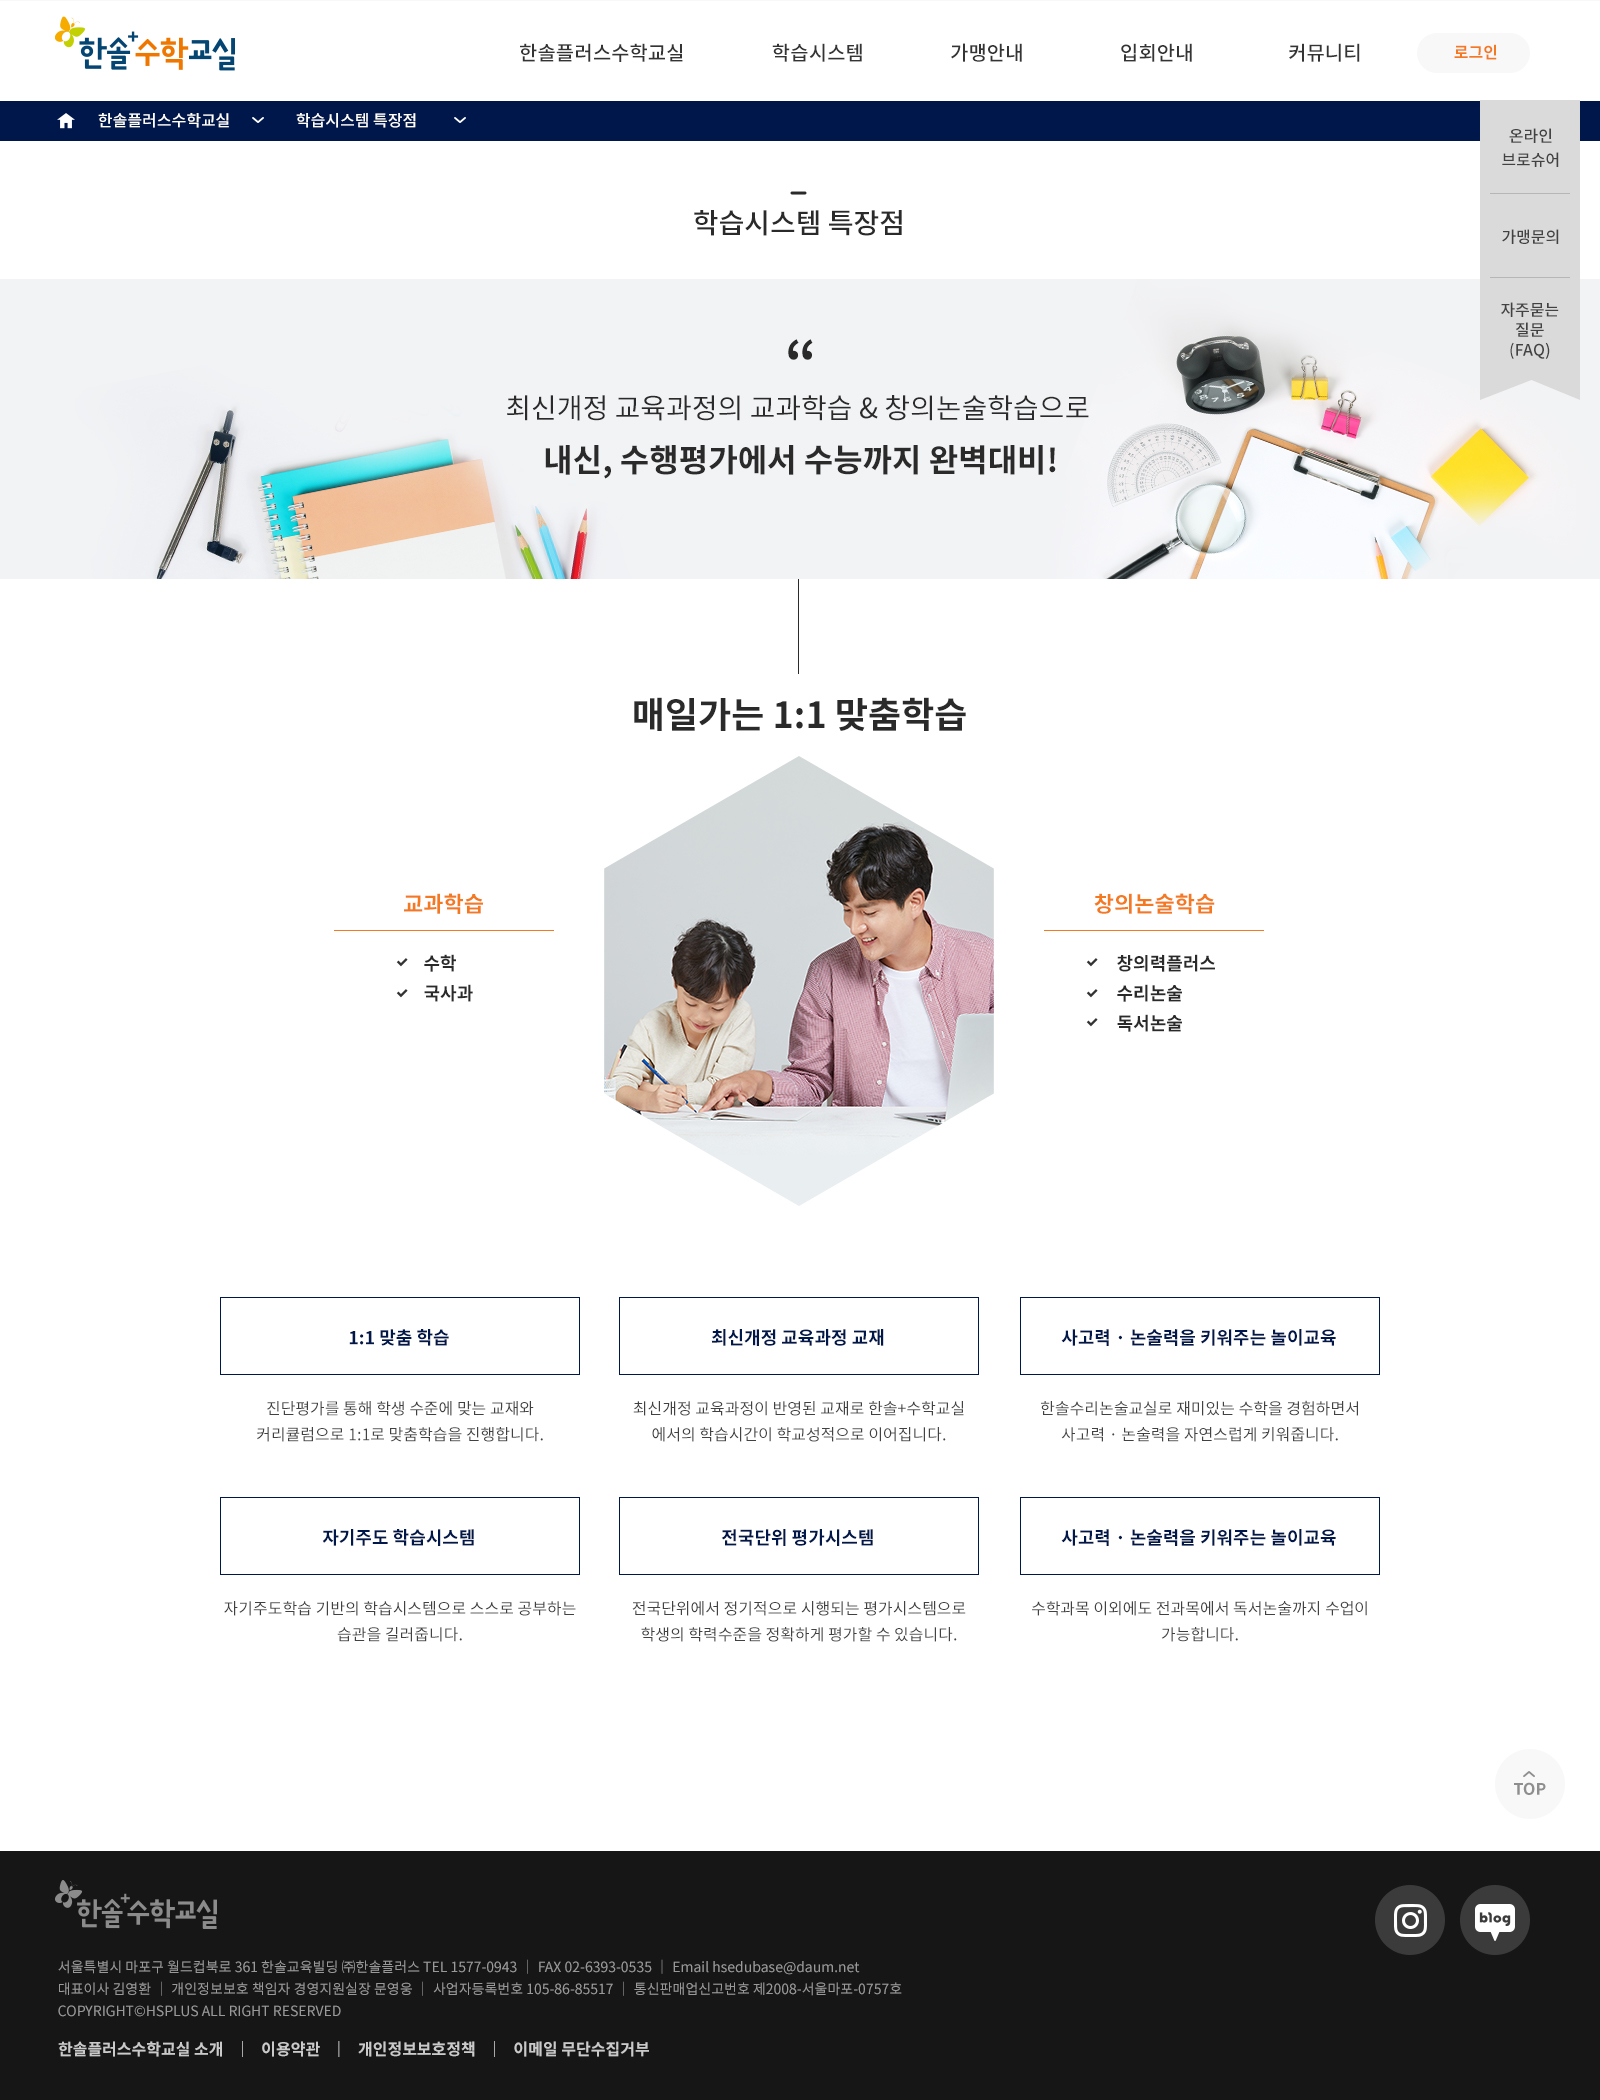 한솔+수학교실
한솔플러스수학교실
학습시스템
가맹안내
입회안내
커뮤니티
로그인
한솔플러스수학교실
학습시스템 특장점
온라인
브로슈어
가맹문의
자주묻는
질문
(FAQ)
학습시스템 특장점
“
최신개정 교육과정의 교과학습 & 창의논술학습으로
내신, 수행평가에서 수능까지 완벽대비!
매일가는 1:1 맞춤학습
교과학습
수학
국사과
창의논술학습
창의력플러스
수리논술
독서논술
1:1 맞춤 학습
진단평가를 통해 학생 수준에 맞는 교재와
커리큘럼으로 1:1로 맞춤학습을 진행합니다.
최신개정 교육과정 교재
최신개정 교육과정이 반영된 교재로 한솔+수학교실
에서의 학습시간이 학교성적으로 이어집니다.
사고력 · 논술력을 키워주는 놀이교육
한솔수리논술교실로 재미있는 수학을 경험하면서
사고력 · 논술력을 자연스럽게 키워줍니다.
자기주도 학습시스템
자기주도학습 기반의 학습시스템으로 스스로 공부하는
습관을 길러줍니다.
전국단위 평가시스템
전국단위에서 정기적으로 시행되는 평가시스템으로
학생의 학력수준을 정확하게 평가할 수 있습니다.
사고력 · 논술력을 키워주는 놀이교육
수학과목 이외에도 전과목에서 독서논술까지 수업이
가능합니다.
TOP
한솔+수학교실
blog
서울특별시 마포구 월드컵북로 361 한솔교육빌딩 ㈜한솔플러스 TEL 1577-0943 | FAX 02-6393-0535 | Email hsedubase@daum.net
대표이사 김영환 | 개인정보보호 책임자 경영지원실장 문영웅 | 사업자등록번호 105-86-85517 | 통신판매업신고번호 제2008-서울마포-0757호
COPYRIGHT©HSPLUS ALL RIGHT RESERVED
한솔플러스수학교실 소개 | 이용약관 | 개인정보보호정책 | 이메일 무단수집거부